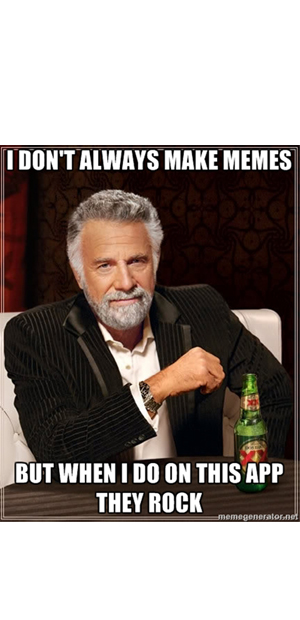 I DON'T ALWAYS MAKE MEMES
BUT WHEN I DO ON THIS APP
THEY ROCK
memegenerator.net